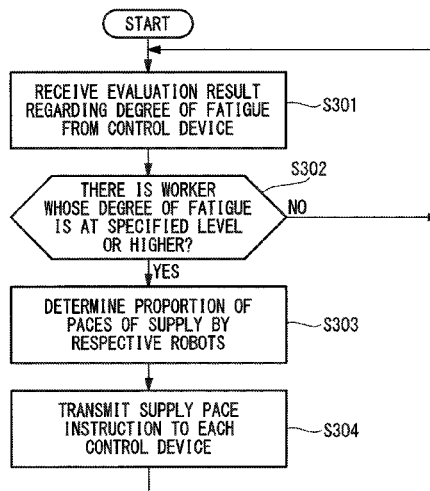 START
RECEIVE EVALUATION RESULT
REGARDING DEGREE OF FATIGUE
FROM CONTROL DEVICE
S301
S302
THERE IS WORKER
WHOSE DEGREE OF FATIGUE
IS AT SPECIFIED LEVEL
OR HIGHER?
NO
YES
DETERMINE PROPORTION OF
PACES OF SUPPLY BY
RESPECTIVE ROBOTS
S303
TRANSMIT SUPPLY PACE
INSTRUCTION TO EACH
CONTROL DEVICE
S304